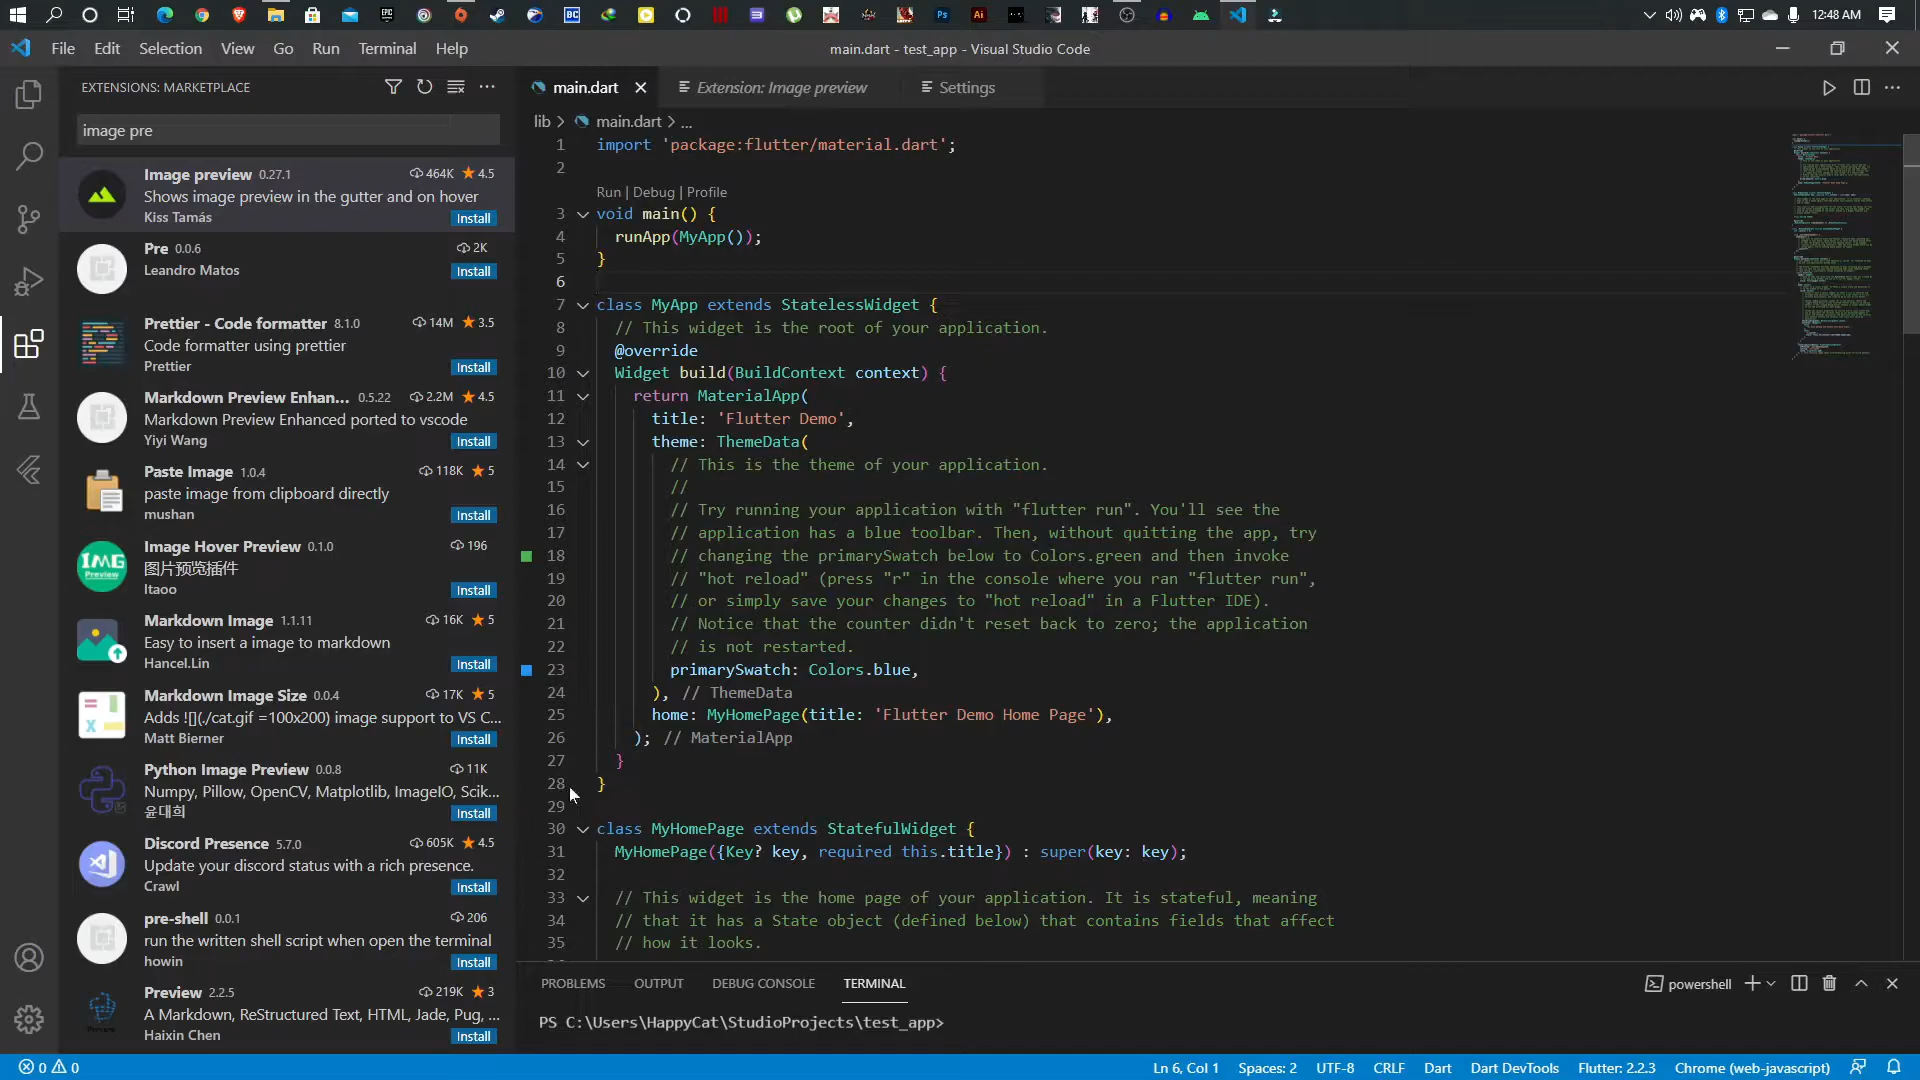 12:48 AM
File Edit Selection View Go Run Terminal Help
main.dart - test_app - Visual Studio Code
EXTENSIONS: MARKETPLACE
image pre
Image preview 0.27.1 464K 4.5
Shows image preview in the gutter and on hover
Kiss Tamás Install
Pre 0.0.6 2K
Leandro Matos Install
Prettier - Code formatter 8.1.0 14M 3.5
Code formatter using prettier
Prettier Install
Markdown Preview Enhan... 0.5.22 2.2M 4.5
Markdown Preview Enhanced ported to vscode
Yiyi Wang Install
Paste Image 1.0.4 118K 5
paste image from clipboard directly
mushan Install
IMG
Preview
Image Hover Preview 0.1.0 196
图片预览插件
ltaoo Install
Markdown Image 1.1.11 16K 5
Easy to insert a image to markdown
Hancel.Lin Install
Markdown Image Size 0.0.4 17K 5
Adds ![](./cat.gif =100x200) image support to VS C...
Matt Bierner Install
Python Image Preview 0.0.8 11K
Numpy, Pillow, OpenCV, Matplotlib, ImageIO, Scik...
윤대희 Install
Discord Presence 5.7.0 605K 4.5
Update your discord status with a rich presence.
Crawl Install
pre-shell 0.0.1 206
run the written shell script when open the terminal
howin Install
Preview 2.2.5 219K 3
A Markdown, ReStructured Text, HTML, Jade, Pug, ...
Haixin Chen Install
main.dart Extension: Image preview Settings
lib > main.dart > ...
1 import 'package:flutter/material.dart';
2
Run | Debug | Profile
3 void main() {
4 runApp(MyApp());
5 }
6
7 class MyApp extends StatelessWidget {
8 // This widget is the root of your application.
9 @override
10 Widget build(BuildContext context) {
11 return MaterialApp(
12 title: 'Flutter Demo',
13 theme: ThemeData(
14 // This is the theme of your application.
15 //
16 // Try running your application with "flutter run". You'll see the
17 // application has a blue toolbar. Then, without quitting the app, try
18 // changing the primarySwatch below to Colors.green and then invoke
19 // "hot reload" (press "r" in the console where you ran "flutter run",
20 // or simply save your changes to "hot reload" in a Flutter IDE).
21 // Notice that the counter didn't reset back to zero; the application
22 // is not restarted.
23 primarySwatch: Colors.blue,
24 ), // ThemeData
25 home: MyHomePage(title: 'Flutter Demo Home Page'),
26 ); // MaterialApp
27 }
28 }
29
30 class MyHomePage extends StatefulWidget {
31 MyHomePage({Key? key, required this.title}) : super(key: key);
32
33 // This widget is the home page of your application. It is stateful, meaning
34 // that it has a State object (defined below) that contains fields that affect
35 // how it looks.
PROBLEMS OUTPUT DEBUG CONSOLE TERMINAL powershell
PS C:\Users\HappyCat\StudioProjects\test_app>
0 0 Ln 6, Col 1 Spaces: 2 UTF-8 CRLF Dart Dart DevTools Flutter: 2.2.3 Chrome (web-javascript)